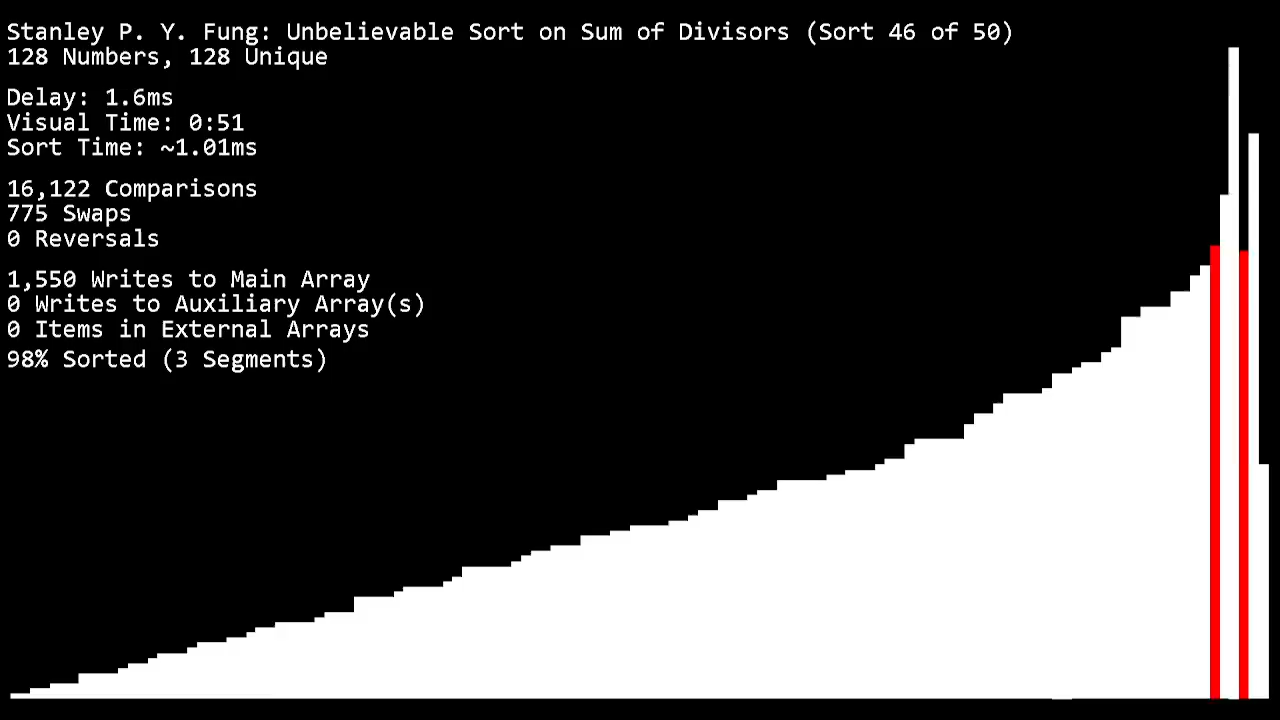 Stanley P. Y. Fung: Unbelievable Sort on Sum of Divisors (Sort 46 of 50)
128 Numbers, 128 Unique
Delay: 1.6ms
Visual Time: 0:51
Sort Time: ~1.01ms
16,122 Comparisons
775 Swaps
0 Reversals
1,550 Writes to Main Array
0 Writes to Auxiliary Array(s)
0 Items in External Arrays
98% Sorted (3 Segments)